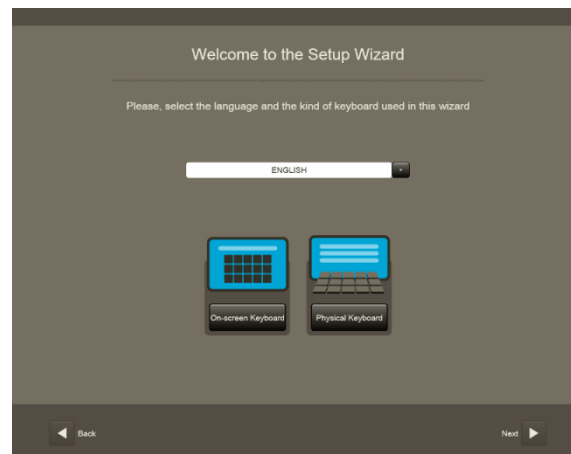 Welcome to the Setup Wizard
Please, select the language and the kind of keyboard used in this wizard
ENGLISH
On-screen Keyboard
Physical Keyboard
Back
Next